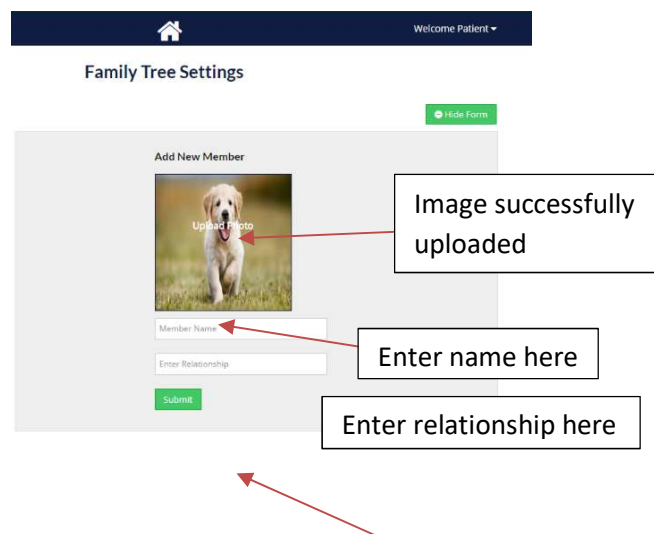 Welcome Patient
Family Tree Settings
Hide Form
Add New Member
Upload Photo
Image successfully
uploaded
Member Name
Enter name here
Enter Relationship
Submit
Enter relationship here